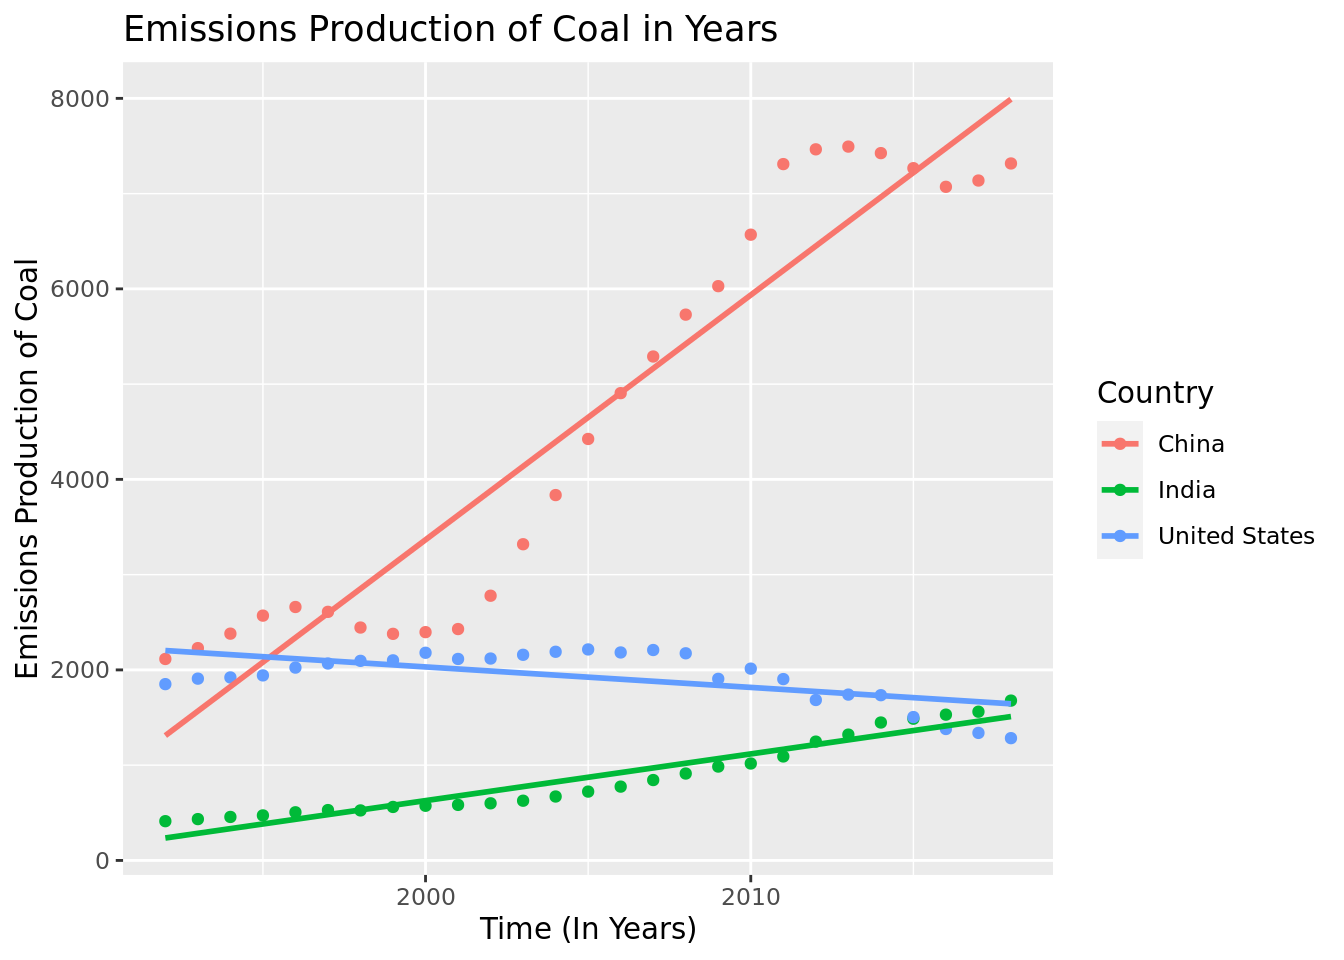 Emissions Production of Coal in Years
8000
6000
4000
2000
0
Emissions Production of Coal
2000
2010
Time (In Years)
Country
China
India
United States